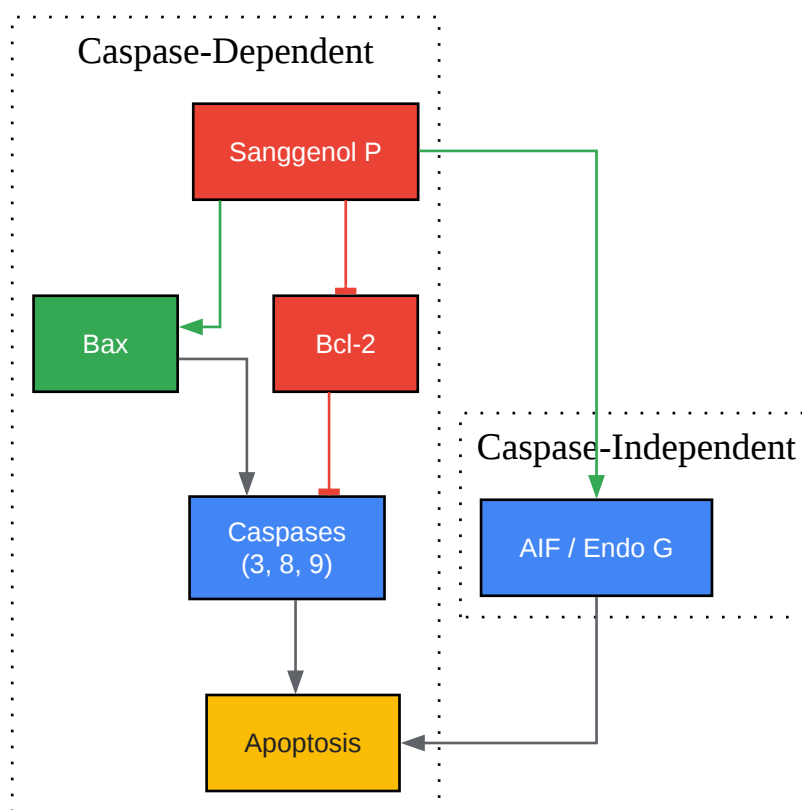 Caspase-Dependent
Sanggenol P
Bax
Bcl-2
Caspase-Independent
Caspases
(3, 8, 9)
AIF / Endo G
Apoptosis